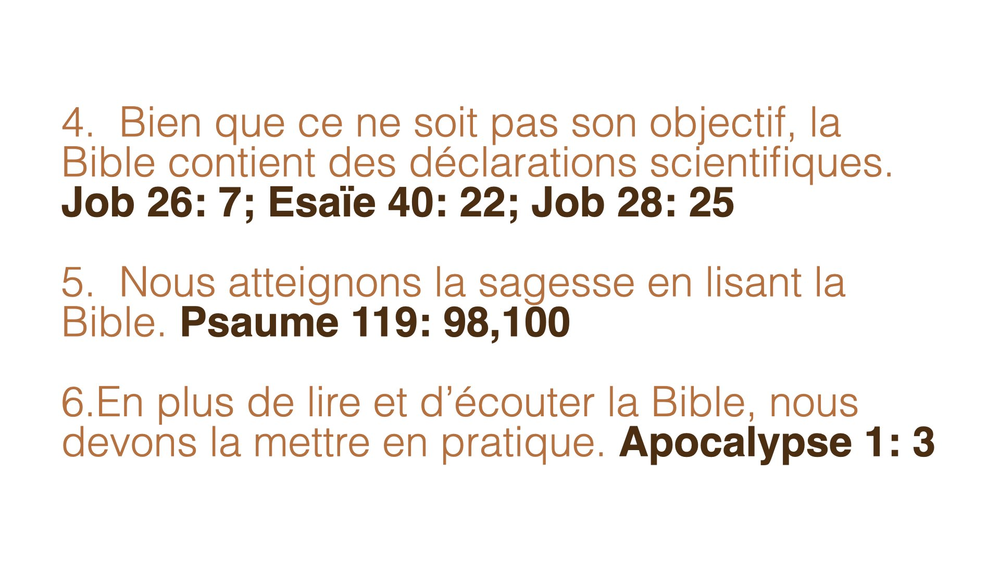 4.  Bien que ce ne soit pas son objectif, la
Bible contient des déclarations scientifiques.
Job 26: 7; Esaïe 40: 22; Job 28: 25
5.  Nous atteignons la sagesse en lisant la
Bible. Psaume 119: 98,100
6.En plus de lire et d’écouter la Bible, nous
devons la mettre en pratique. Apocalypse 1: 3